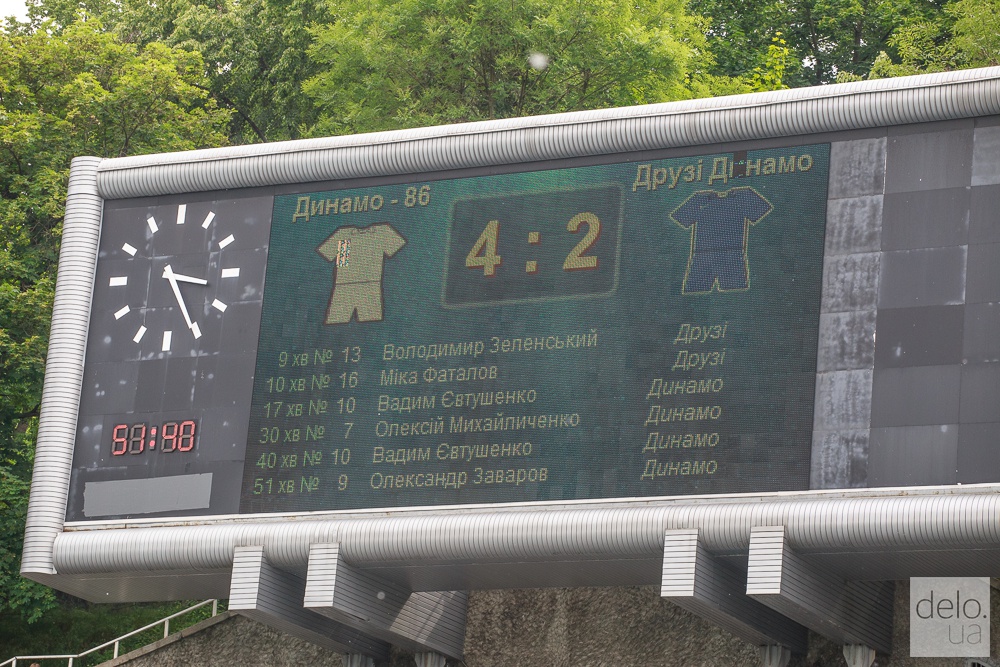 Динамо - 86
4 : 2
Друзі Динамо
9 хв № 13 Володимир Зеленський Друзі
10 хв № 16 Міка Фаталов Друзі
17 хв № 10 Вадим Євтушенко Динамо
30 хв № 7 Олексій Михайличенко Динамо
40 хв № 10 Вадим Євтушенко Динамо
51 хв № 9 Олександр Заваров Динамо
51:40
delo.
ua